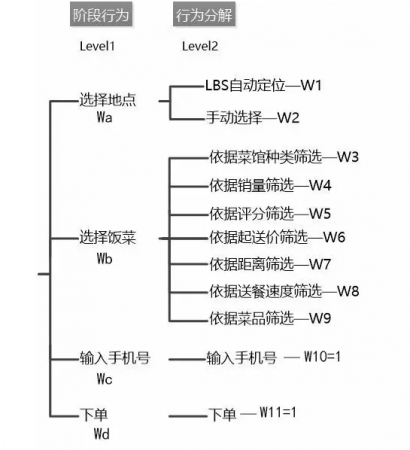 阶段行为 行为分解
Level1 Level2
LBS自动定位—W1
选择地点
Wa
手动选择—W2
依据菜馆种类筛选—W3
依据销量筛选—W4
依据评分筛选—W5
选择饭菜
Wb
依据起送价筛选—W6
依据距离筛选—W7
依据送餐速度筛选—W8
依据菜品筛选—W9
输入手机号 输入手机号 — W10=1
Wc
下单 下单 — W11=1
Wd